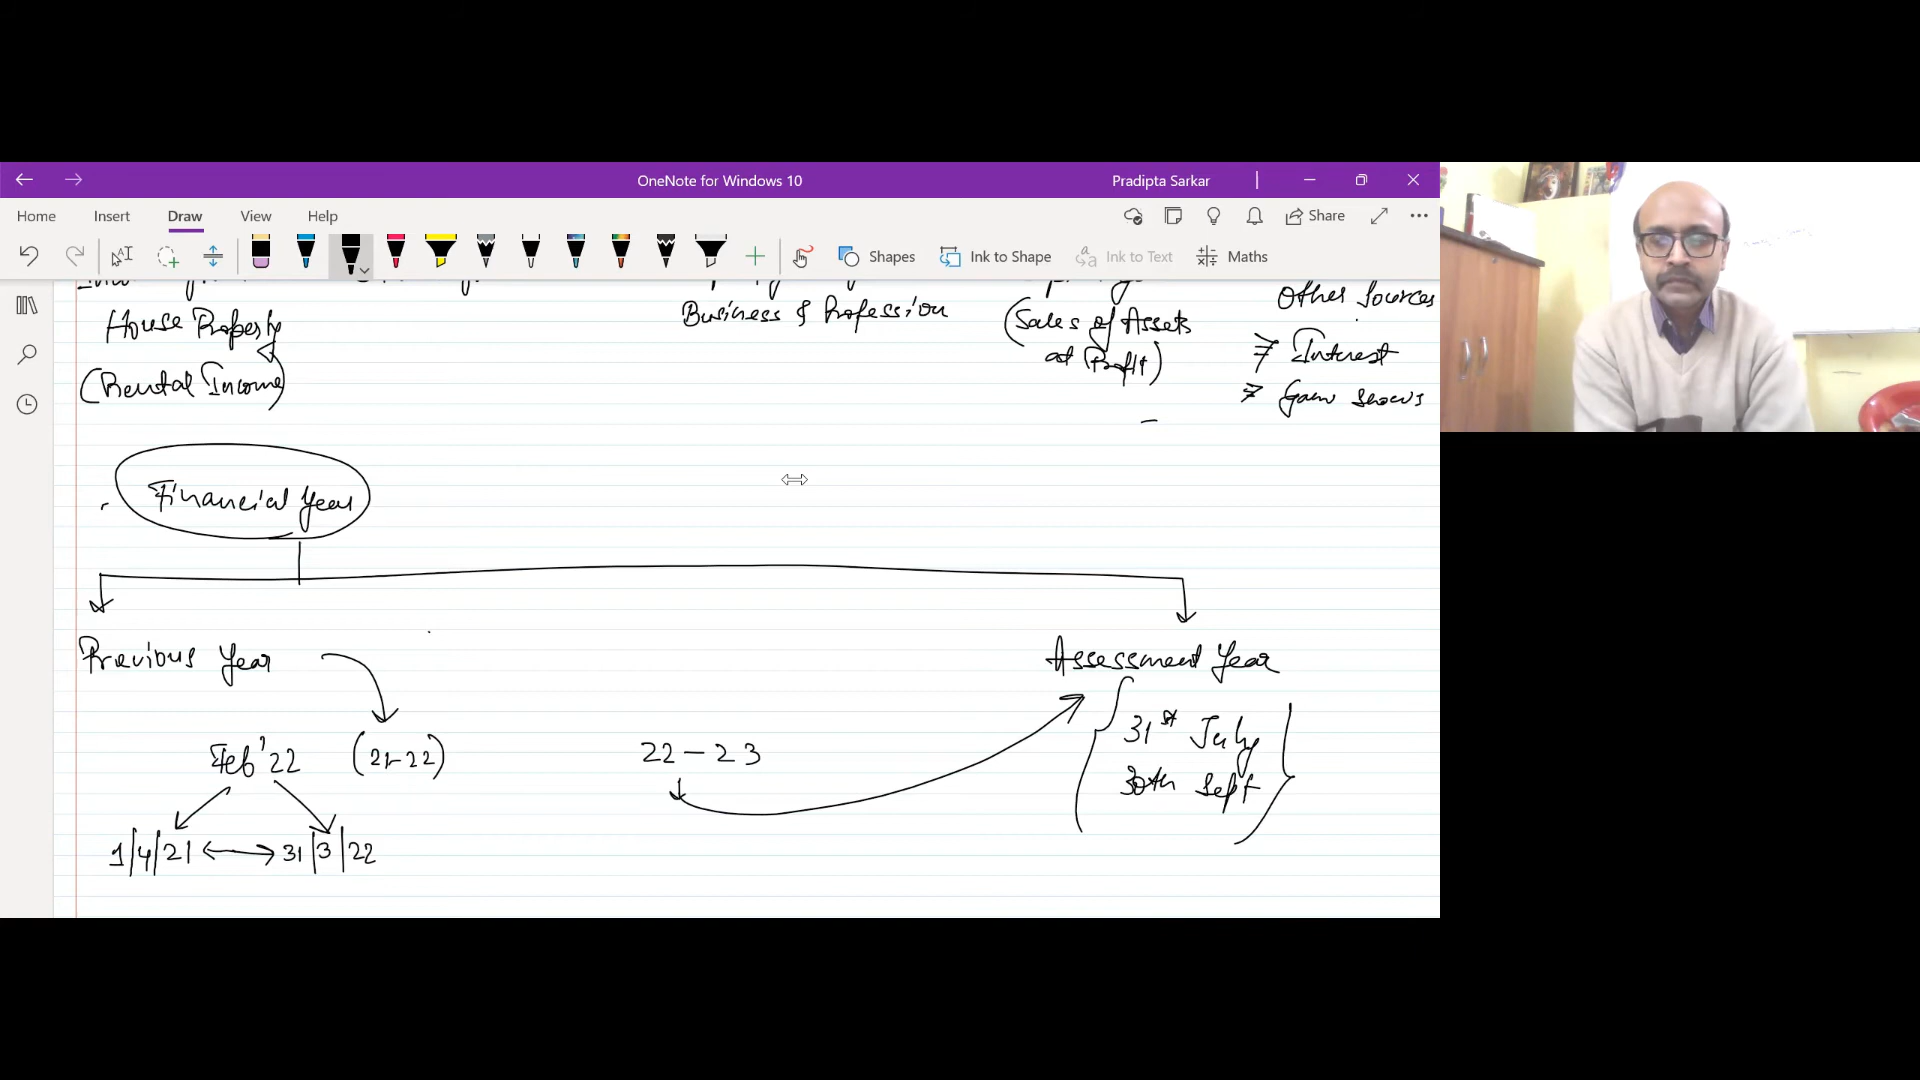 OneNote for Windows 10
Pradipta Sarkar
Home Insert Draw View Help
Share
Shapes Ink to Shape Ink to Text Maths
House Property
(Rental Income)
Business & Profession
(Sales of Assets
at Profit)
Other Sources
Interest
Financial Year
Previous Year
Assessment Year
Feb'22 (21-22)
22-23
31st July
30th Sept
1/4/21 31/3/22